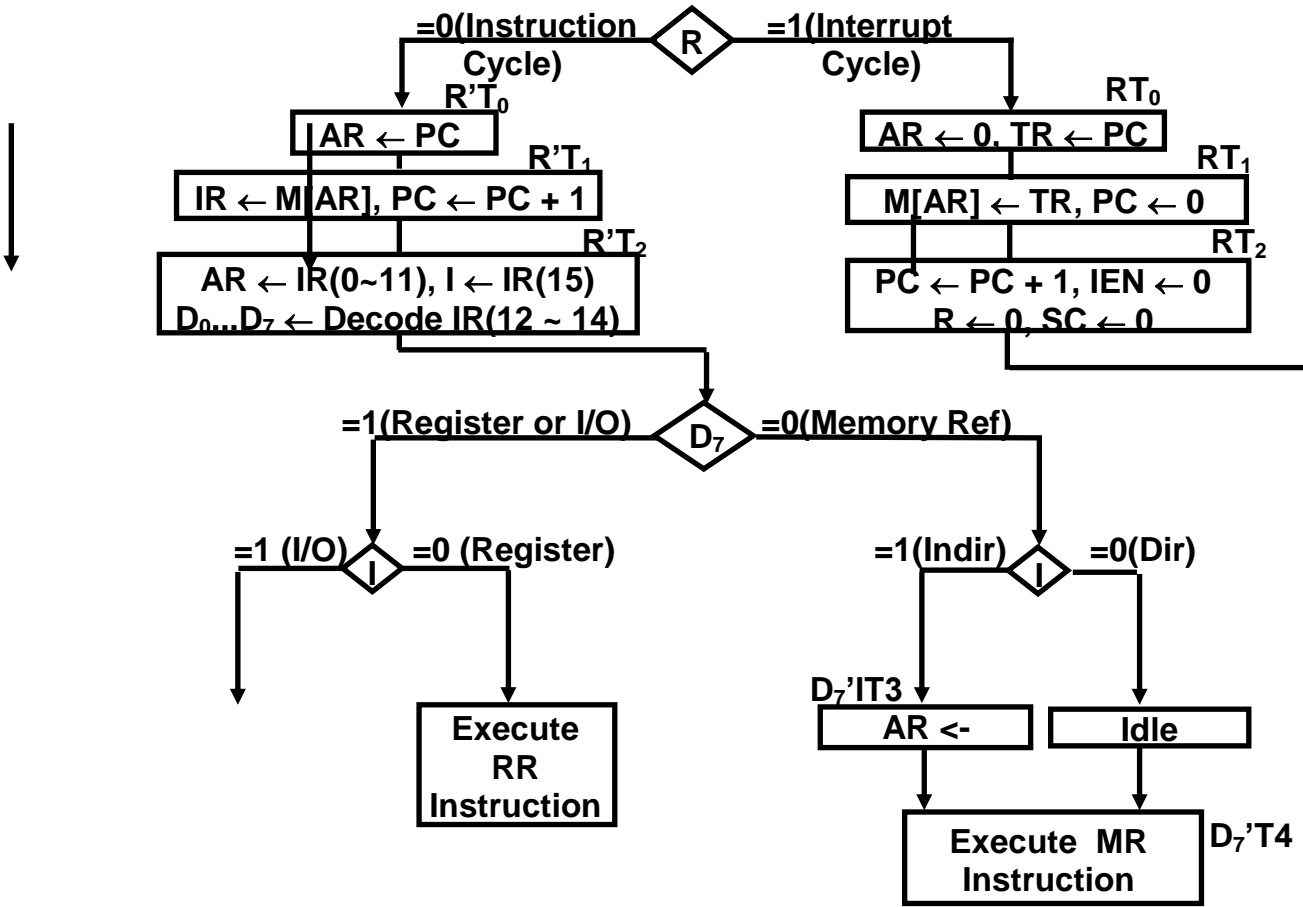 =0(Instruction Cycle)
R
=1(Interrupt Cycle)
R’T₀
AR ← PC
R’T₁
IR ← M[AR], PC ← PC + 1
R’T₂
AR ← IR(0~11), I ← IR(15)
D₀...D₇ ← Decode IR(12 ~ 14)
RT₀
AR ← 0, TR ← PC
RT₁
M[AR] ← TR, PC ← 0
RT₂
PC ← PC + 1, IEN ← 0
R ← 0, SC ← 0
=1(Register or I/O)
D₇
=0(Memory Ref)
=1 (I/O)
I
=0 (Register)
=1(Indir)
I
=0(Dir)
Execute
RR
Instruction
D₇’IT3
AR <-
Idle
Execute MR
Instruction
D₇’T4